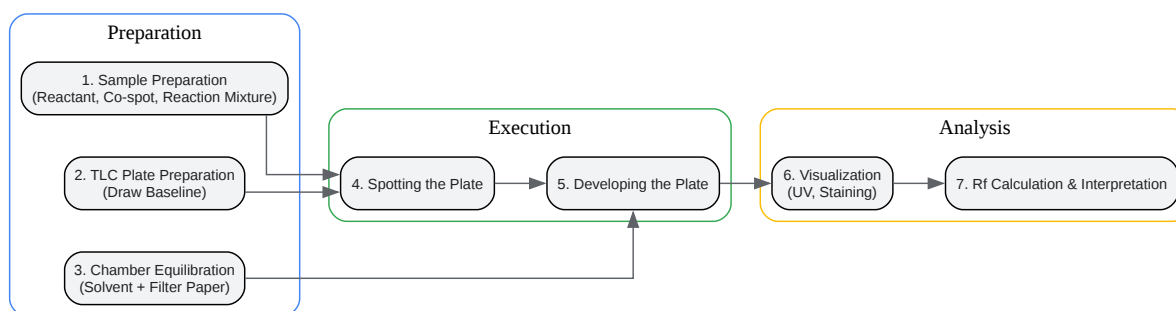 Preparation
1. Sample Preparation
(Reactant, Co-spot, Reaction Mixture)
2. TLC Plate Preparation
(Draw Baseline)
3. Chamber Equilibration
(Solvent + Filter Paper)
Execution
4. Spotting the Plate
5. Developing the Plate
Analysis
6. Visualization
(UV, Staining)
7. Rf Calculation & Interpretation